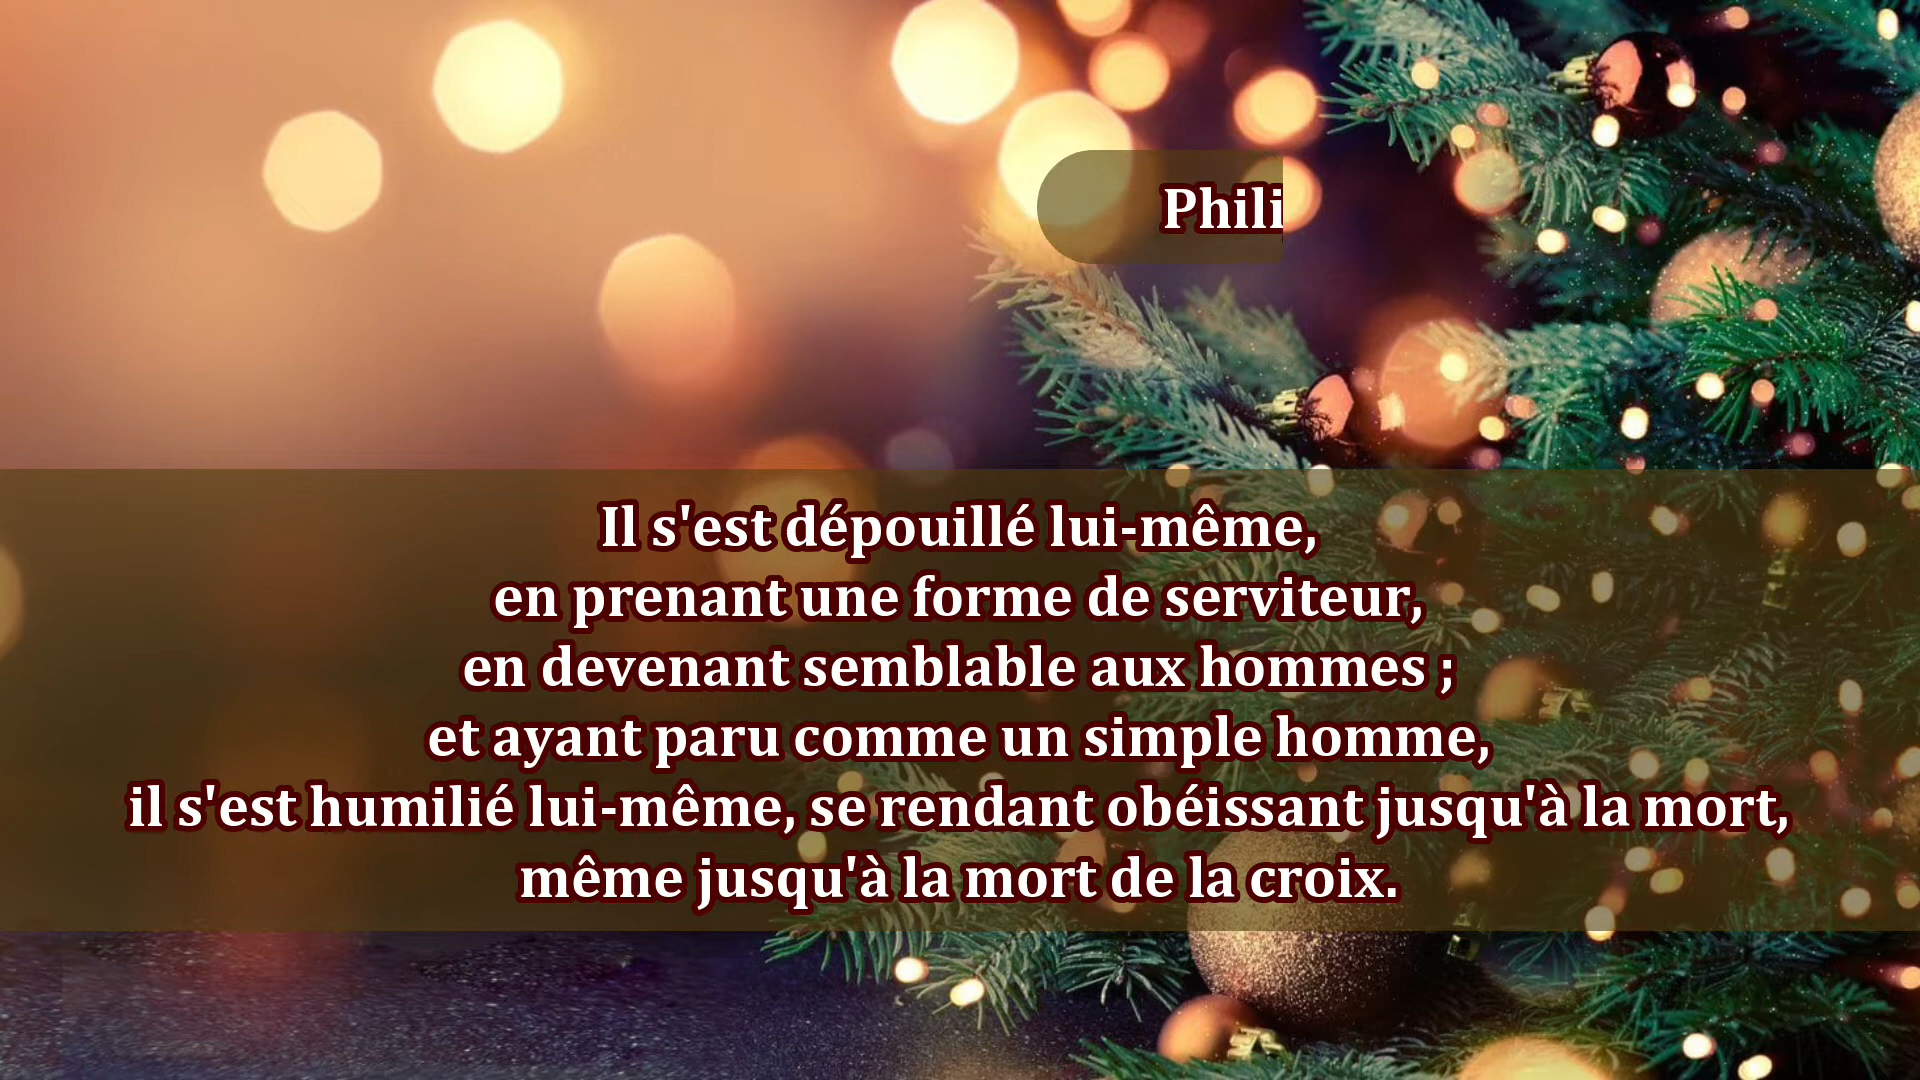 Phili
Il s'est dépouillé lui-même,
en prenant une forme de serviteur,
en devenant semblable aux hommes ;
et ayant paru comme un simple homme,
il s'est humilié lui-même, se rendant obéissant jusqu'à la mort,
même jusqu'à la mort de la croix.